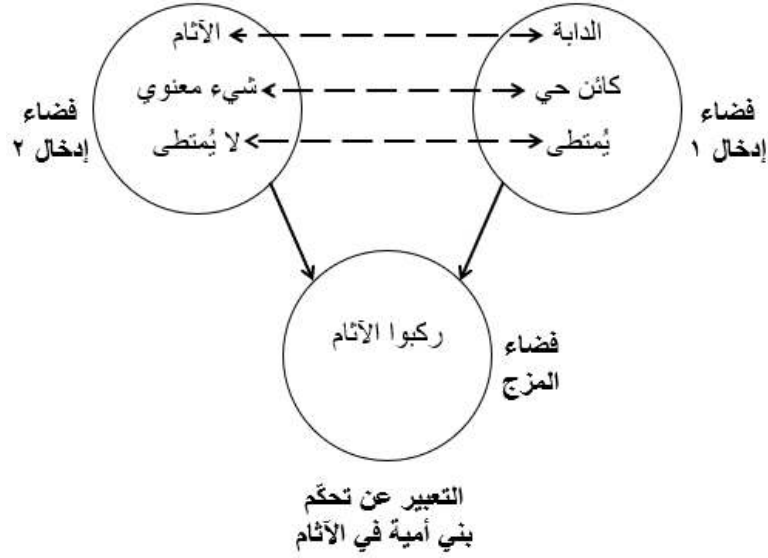 الدابة
كائن حي
يُمتطى
فضاء
إدخال ١
الآثام
شيء معنوي
لا يُمتطى
فضاء
إدخال ٢
ركبوا الآثام
فضاء
المزج
التعبير عن تحكّم
بني أمية في الآثام